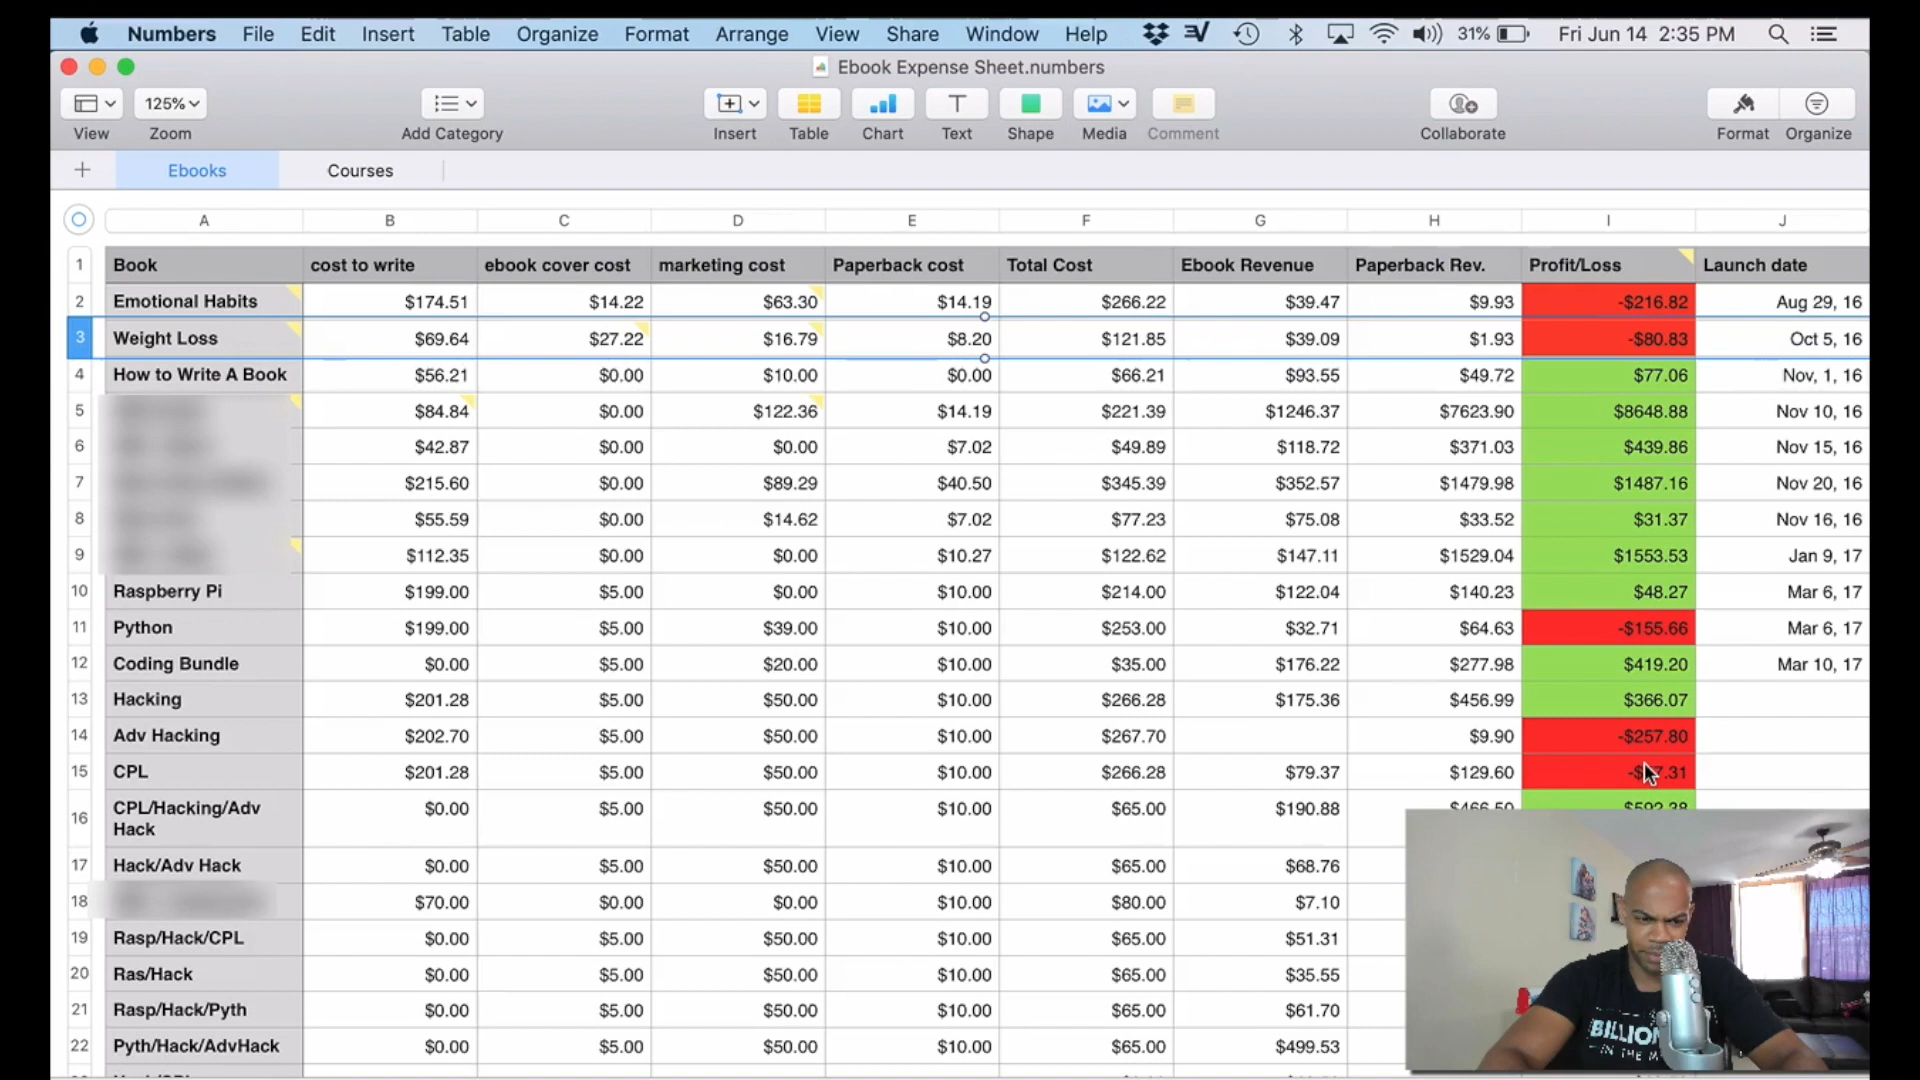 Numbers File Edit Insert Table Organize Format Arrange View Share Window Help 31% Fri Jun 14 2:35 PM
Ebook Expense Sheet.numbers
125%
View Zoom Add Category Insert Table Chart Text Shape Media Comment Collaborate Format Organize
Ebooks Courses
A B C D E F G H I J
1 Book cost to write ebook cover cost marketing cost Paperback cost Total Cost Ebook Revenue Paperback Rev. Profit/Loss Launch date
2 Emotional Habits $174.51 $14.22 $63.30 $14.19 $266.22 $39.47 $9.93 -$216.82 Aug 29, 16
3 Weight Loss $69.64 $27.22 $16.79 $8.20 $121.85 $39.09 $1.93 -$80.83 Oct 5, 16
4 How to Write A Book $56.21 $0.00 $10.00 $0.00 $66.21 $93.55 $49.72 $77.06 Nov, 1, 16
5 $84.84 $0.00 $122.36 $14.19 $221.39 $1246.37 $7623.90 $8648.88 Nov 10, 16
6 $42.87 $0.00 $0.00 $7.02 $49.89 $118.72 $371.03 $439.86 Nov 15, 16
7 $215.60 $0.00 $89.29 $40.50 $345.39 $352.57 $1479.98 $1487.16 Nov 20, 16
8 $55.59 $0.00 $14.62 $7.02 $77.23 $75.08 $33.52 $31.37 Nov 16, 16
9 $112.35 $0.00 $0.00 $10.27 $122.62 $147.11 $1529.04 $1553.53 Jan 9, 17
10 Raspberry Pi $199.00 $5.00 $0.00 $10.00 $214.00 $122.04 $140.23 $48.27 Mar 6, 17
11 Python $199.00 $5.00 $39.00 $10.00 $253.00 $32.71 $64.63 -$155.66 Mar 6, 17
12 Coding Bundle $0.00 $5.00 $20.00 $10.00 $35.00 $176.22 $277.98 $419.20 Mar 10, 17
13 Hacking $201.28 $5.00 $50.00 $10.00 $266.28 $175.36 $456.99 $366.07
14 Adv Hacking $202.70 $5.00 $50.00 $10.00 $267.70 $9.90 -$257.80
15 CPL $201.28 $5.00 $50.00 $10.00 $266.28 $79.37 $129.60
16 CPL/Hacking/Adv $0.00 $5.00 $50.00 $10.00 $65.00 $190.88
Hack
17 Hack/Adv Hack $0.00 $5.00 $50.00 $10.00 $65.00 $68.76
18 $70.00 $0.00 $0.00 $10.00 $80.00 $7.10
19 Rasp/Hack/CPL $0.00 $5.00 $50.00 $10.00 $65.00 $51.31
20 Ras/Hack $0.00 $5.00 $50.00 $10.00 $65.00 $35.55
21 Rasp/Hack/Pyth $0.00 $5.00 $50.00 $10.00 $65.00 $61.70
22 Pyth/Hack/AdvHack $0.00 $5.00 $50.00 $10.00 $65.00 $499.53
IN THE